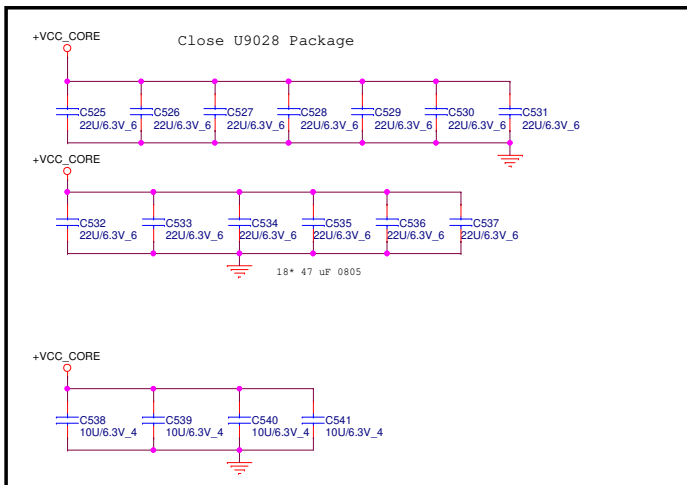 +VCC_CORE
Close U9028 Package
C525 C526 C527 C528 C529 C530 C531
22U/6.3V_6 22U/6.3V_6 22U/6.3V_6 22U/6.3V_6 22U/6.3V_6 22U/6.3V_6 22U/6.3V_6
+VCC_CORE
C532 C533 C534 C535 C536 C537
22U/6.3V_6 22U/6.3V_6 22U/6.3V_6 22U/6.3V_6 22U/6.3V_6 22U/6.3V_6
18* 47 uF 0805
+VCC_CORE
C538 C539 C540 C541
10U/6.3V_4 10U/6.3V_4 10U/6.3V_4 10U/6.3V_4